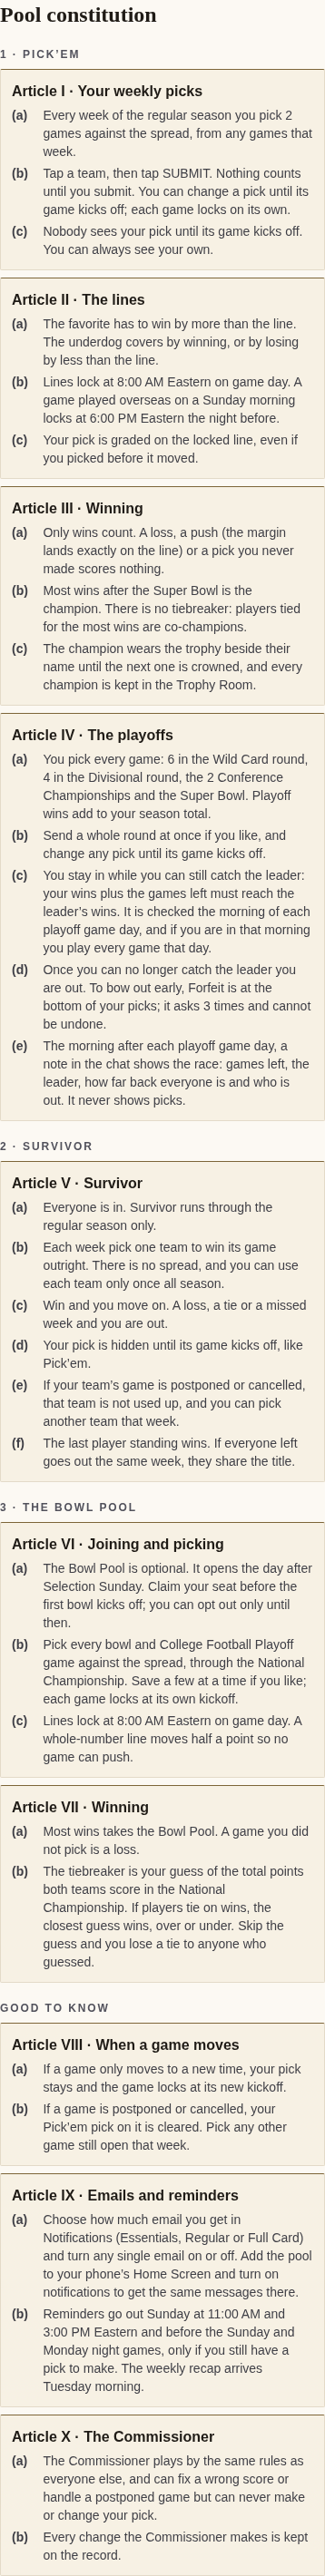 Pool constitution
1 · PICK’EM
Article I · Your weekly picks
(a) Every week of the regular season you pick 2
games against the spread, from any games that
week.
(b) Tap a team, then tap SUBMIT. Nothing counts
until you submit. You can change a pick until its
game kicks off; each game locks on its own.
(c) Nobody sees your pick until its game kicks off.
You can always see your own.
Article II · The lines
(a) The favorite has to win by more than the line.
The underdog covers by winning, or by losing
by less than the line.
(b) Lines lock at 8:00 AM Eastern on game day. A
game played overseas on a Sunday morning
locks at 6:00 PM Eastern the night before.
(c) Your pick is graded on the locked line, even if
you picked before it moved.
Article III · Winning
(a) Only wins count. A loss, a push (the margin
lands exactly on the line) or a pick you never
made scores nothing.
(b) Most wins after the Super Bowl is the
champion. There is no tiebreaker: players tied
for the most wins are co-champions.
(c) The champion wears the trophy beside their
name until the next one is crowned, and every
champion is kept in the Trophy Room.
Article IV · The playoffs
(a) You pick every game: 6 in the Wild Card round,
4 in the Divisional round, the 2 Conference
Championships and the Super Bowl. Playoff
wins add to your season total.
(b) Send a whole round at once if you like, and
change any pick until its game kicks off.
(c) You stay in while you can still catch the leader:
your wins plus the games left must reach the
leader’s wins. It is checked the morning of each
playoff game day, and if you are in that morning
you play every game that day.
(d) Once you can no longer catch the leader you
are out. To bow out early, Forfeit is at the
bottom of your picks; it asks 3 times and cannot
be undone.
(e) The morning after each playoff game day, a
note in the chat shows the race: games left, the
leader, how far back everyone is and who is
out. It never shows picks.
2 · SURVIVOR
Article V · Survivor
(a) Everyone is in. Survivor runs through the
regular season only.
(b) Each week pick one team to win its game
outright. There is no spread, and you can use
each team only once all season.
(c) Win and you move on. A loss, a tie or a missed
week and you are out.
(d) Your pick is hidden until its game kicks off, like
Pick’em.
(e) If your team’s game is postponed or cancelled,
that team is not used up, and you can pick
another team that week.
(f) The last player standing wins. If everyone left
goes out the same week, they share the title.
3 · THE BOWL POOL
Article VI · Joining and picking
(a) The Bowl Pool is optional. It opens the day after
Selection Sunday. Claim your seat before the
first bowl kicks off; you can opt out only until
then.
(b) Pick every bowl and College Football Playoff
game against the spread, through the National
Championship. Save a few at a time if you like;
each game locks at its own kickoff.
(c) Lines lock at 8:00 AM Eastern on game day. A
whole-number line moves half a point so no
game can push.
Article VII · Winning
(a) Most wins takes the Bowl Pool. A game you did
not pick is a loss.
(b) The tiebreaker is your guess of the total points
both teams score in the National
Championship. If players tie on wins, the
closest guess wins, over or under. Skip the
guess and you lose a tie to anyone who
guessed.
GOOD TO KNOW
Article VIII · When a game moves
(a) If a game only moves to a new time, your pick
stays and the game locks at its new kickoff.
(b) If a game is postponed or cancelled, your
Pick’em pick on it is cleared. Pick any other
game still open that week.
Article IX · Emails and reminders
(a) Choose how much email you get in
Notifications (Essentials, Regular or Full Card)
and turn any single email on or off. Add the pool
to your phone’s Home Screen and turn on
notifications to get the same messages there.
(b) Reminders go out Sunday at 11:00 AM and
3:00 PM Eastern and before the Sunday and
Monday night games, only if you still have a
pick to make. The weekly recap arrives
Tuesday morning.
Article X · The Commissioner
(a) The Commissioner plays by the same rules as
everyone else, and can fix a wrong score or
handle a postponed game but can never make
or change your pick.
(b) Every change the Commissioner makes is kept
on the record.